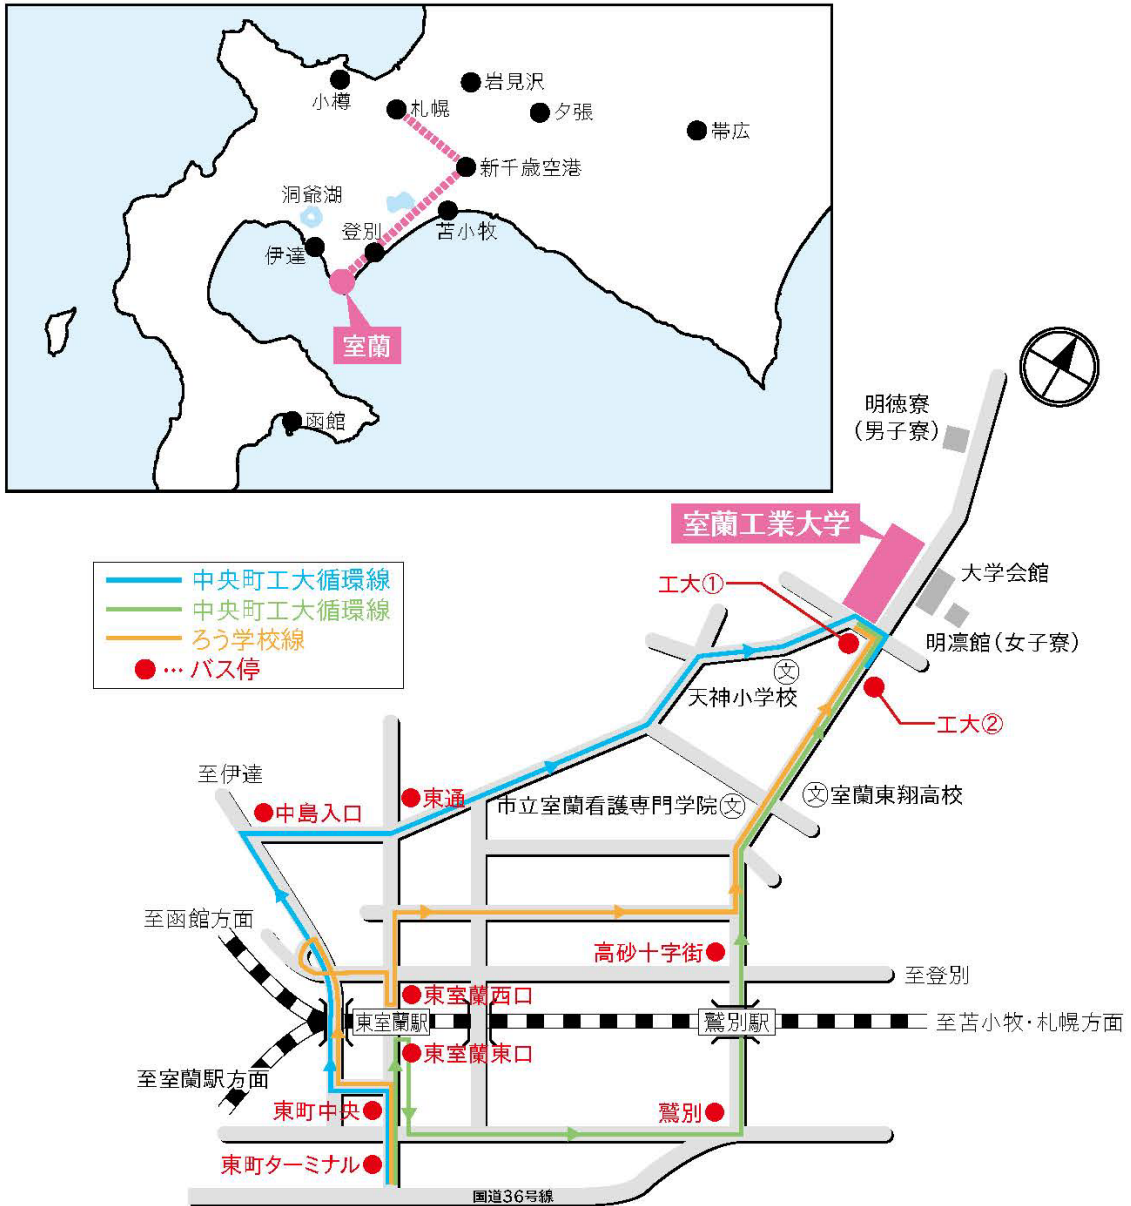 岩見沢
小樽
札幌
夕張
帯広
新千歳空港
洞爺湖
苫小牧
登別
伊達
室蘭
函館
明徳寮
（男子寮）
室蘭工業大学
中央町工大循環線
中央町工大循環線
ろう学校線
…バス停
工大①
大学会館
明凛館（女子寮）
文
天神小学校
工大②
至伊達
中島入口
東通
市立室蘭看護専門学院
文
文
室蘭東翔高校
至函館方面
高砂十字街
至登別
東室蘭西口
東室蘭駅
鷲別駅
至苫小牧・札幌方面
東室蘭東口
至室蘭駅方面
東町中央
鷲別
東町ターミナル
国道36号線